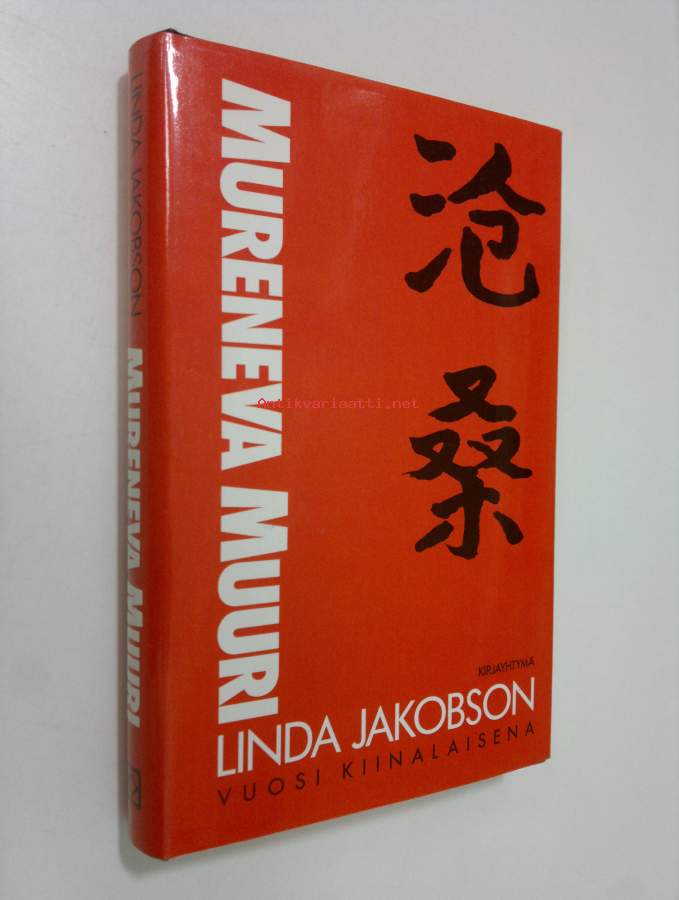 LINDA JAKOBSON
MURENEVA MUURI
MURENEVA MUURI
沧
桑
Antikvariaatti.net
KIRJAYHTYMÄ
LINDA JAKOBSON
VUOSI KIINALAISENA